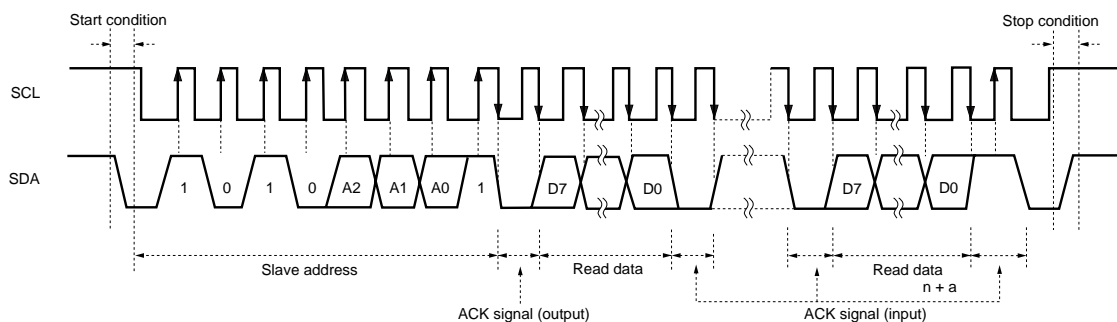 Start condition
Stop condition
SCL
SDA
1 0 1 0 A2 A1 A0 1 D7 D0 D7 D0
Slave address
Read data
Read data
n + a
ACK signal (output)
ACK signal (input)